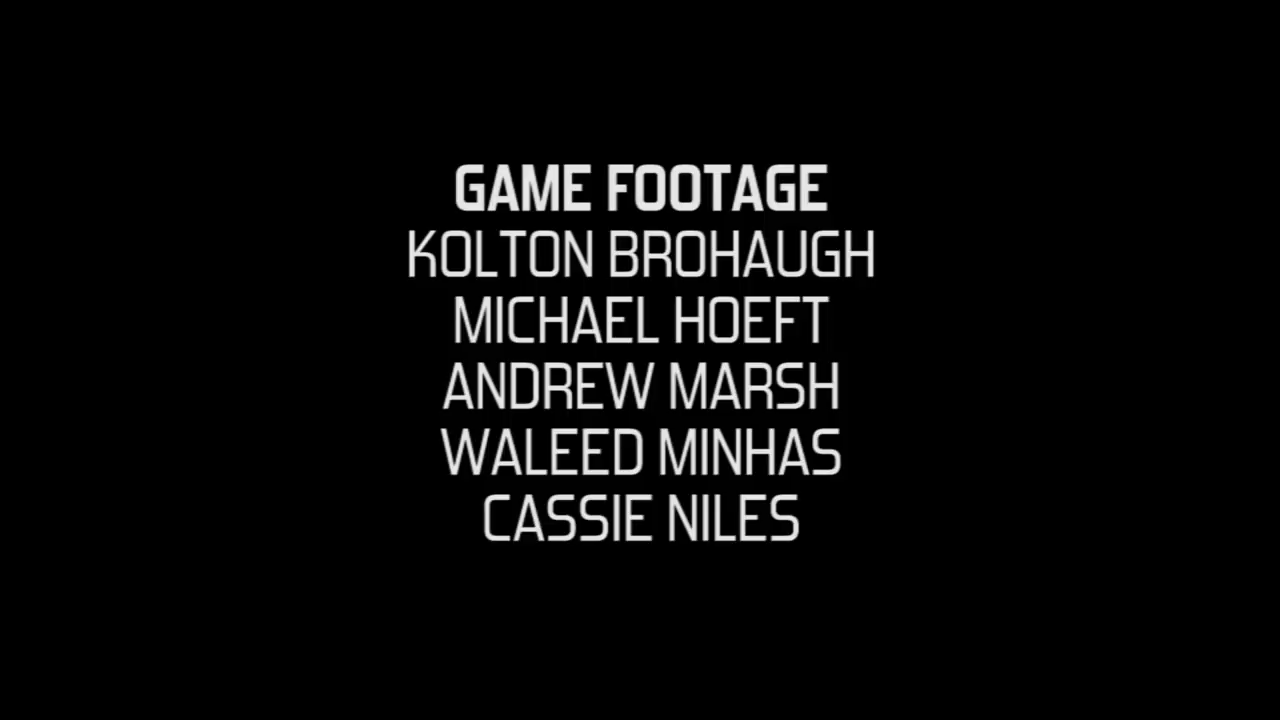 GAME FOOTAGE
KOLTON BROHAUGH
MICHAEL HOEFT
ANDREW MARSH
WALEED MINHAS
CASSIE NILES